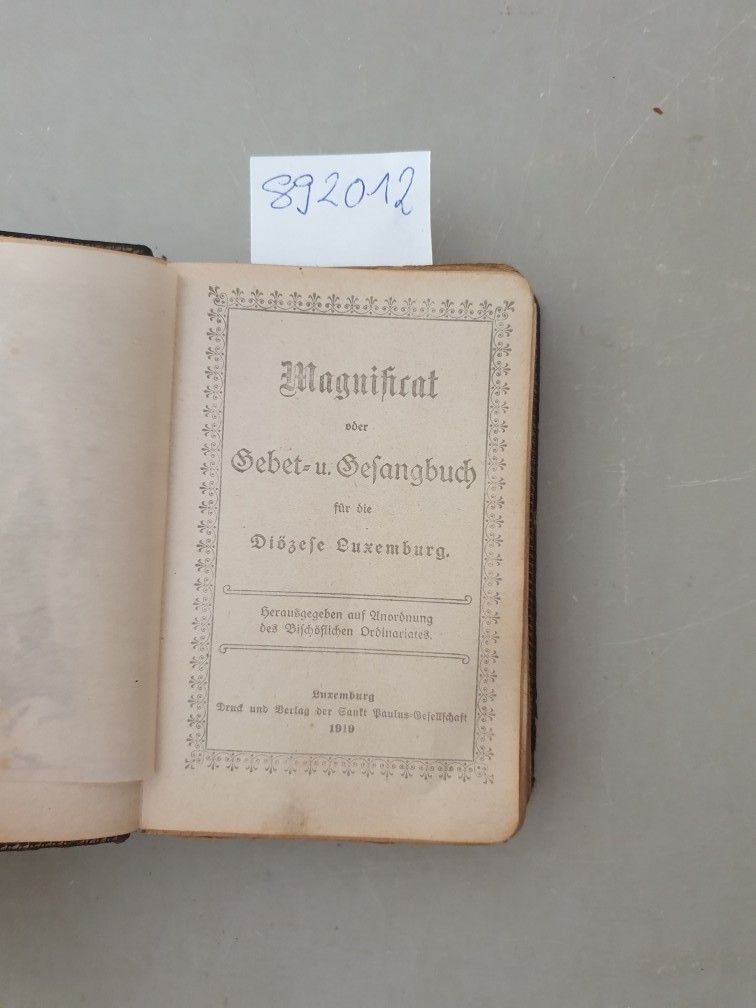 892012
Magnificat
oder
Gebet- u. Gesangbuch
für die
Diözese Luxemburg.
Herausgegeben auf Anordnung
des Bischöflichen Ordinariates.
Luxemburg
Druck und Verlag der Sankt Paulus-Gesellschaft
1919